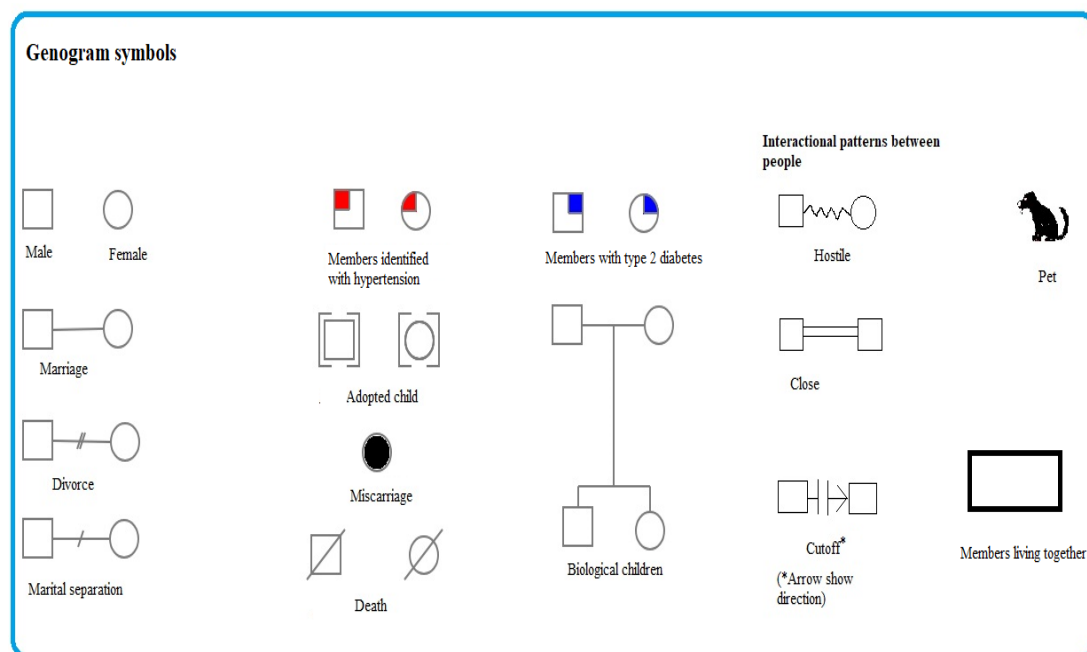 Genogram symbols
Interactional patterns between
people
Male
Female
Members identified
with hypertension
Members with type 2 diabetes
Hostile
Pet
Marriage
Adopted child
Close
Divorce
Miscarriage
Marital separation
Death
Biological children
Cutoff*
(*Arrow show
direction)
Members living together